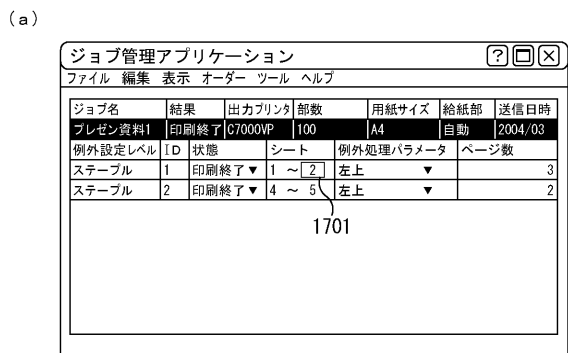 (a)
ジョブ管理アプリケーション ?
ファイル 編集 表示 オーダー ツール ヘルプ
ジョブ名 結果 出力プリンタ 部数 用紙サイズ 給紙部 送信日時
プレゼン資料1 印刷終了 C7000VP 100 A4 自動 2004/03
例外設定レベル ID 状態 シート 例外処理パラメータ ページ数
ステープル 1 印刷終了▼ 1 ～ 2 左上 ▼ 3
ステープル 2 印刷終了▼ 4 ～ 5 左上 ▼ 2
1701